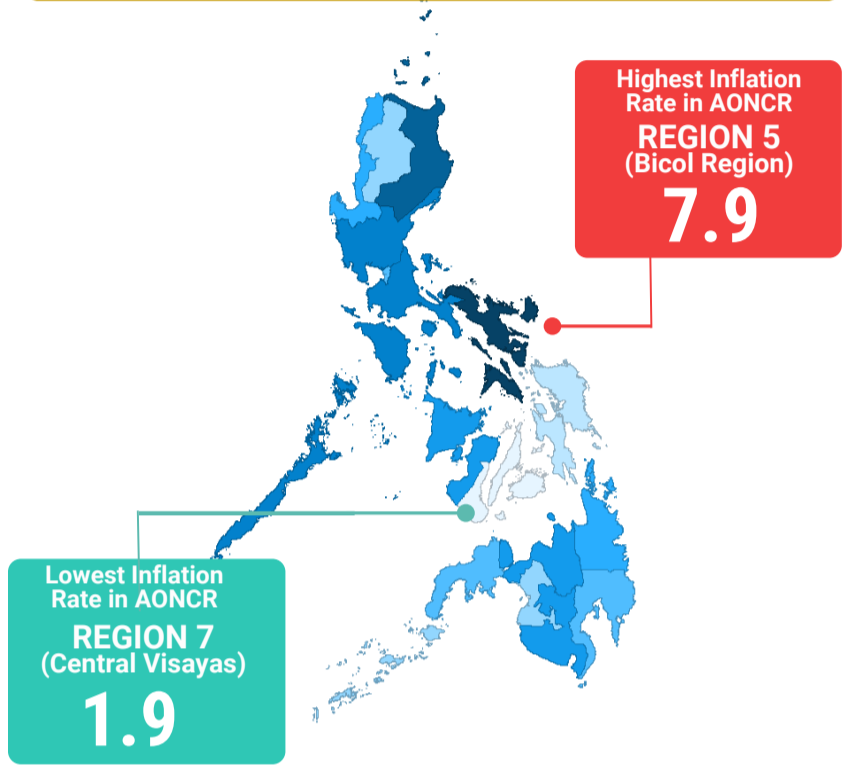 Highest Inflation
Rate in AONCR
REGION 5
(Bicol Region)
7.9
Lowest Inflation
Rate in AONCR
REGION 7
(Central Visayas)
1.9